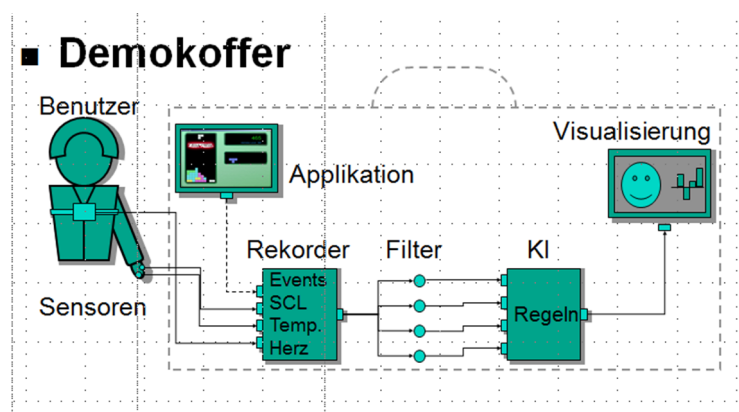 Demokoffer
Benutzer
Visualisierung
Applikation
Rekorder
Filter
KI
Events
SCL
Temp.
Herz
Regeln
Sensoren